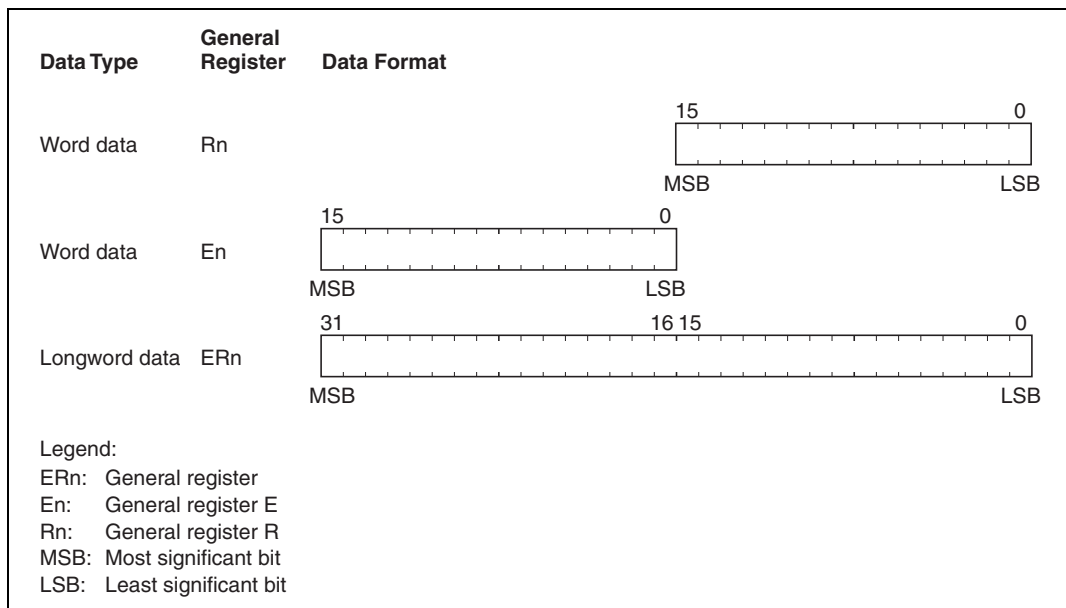 Data Type General Register Data Format
15 0
Word data Rn
MSB LSB
15 0
Word data En
MSB LSB
31 16 15 0
Longword data ERn
MSB LSB
Legend:
ERn: General register
En: General register E
Rn: General register R
MSB: Most significant bit
LSB: Least significant bit